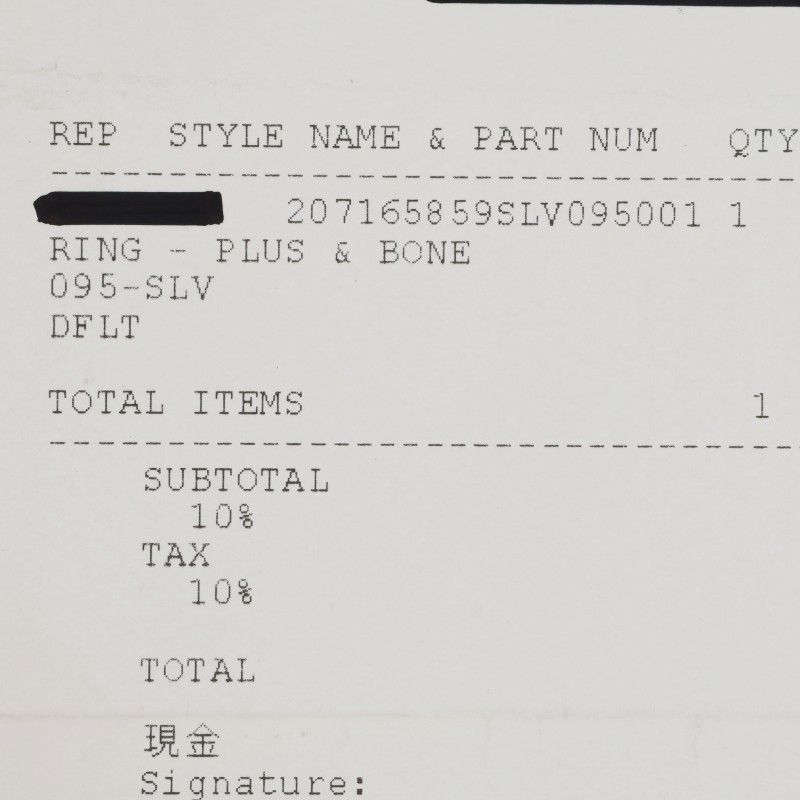 REP STYLE NAME & PART NUM QTY
207165859SLV095001 1
RING - PLUS & BONE
095-SLV
DFLT
TOTAL ITEMS 1
SUBTOTAL
10%
TAX
10%
TOTAL
現金
Signature: